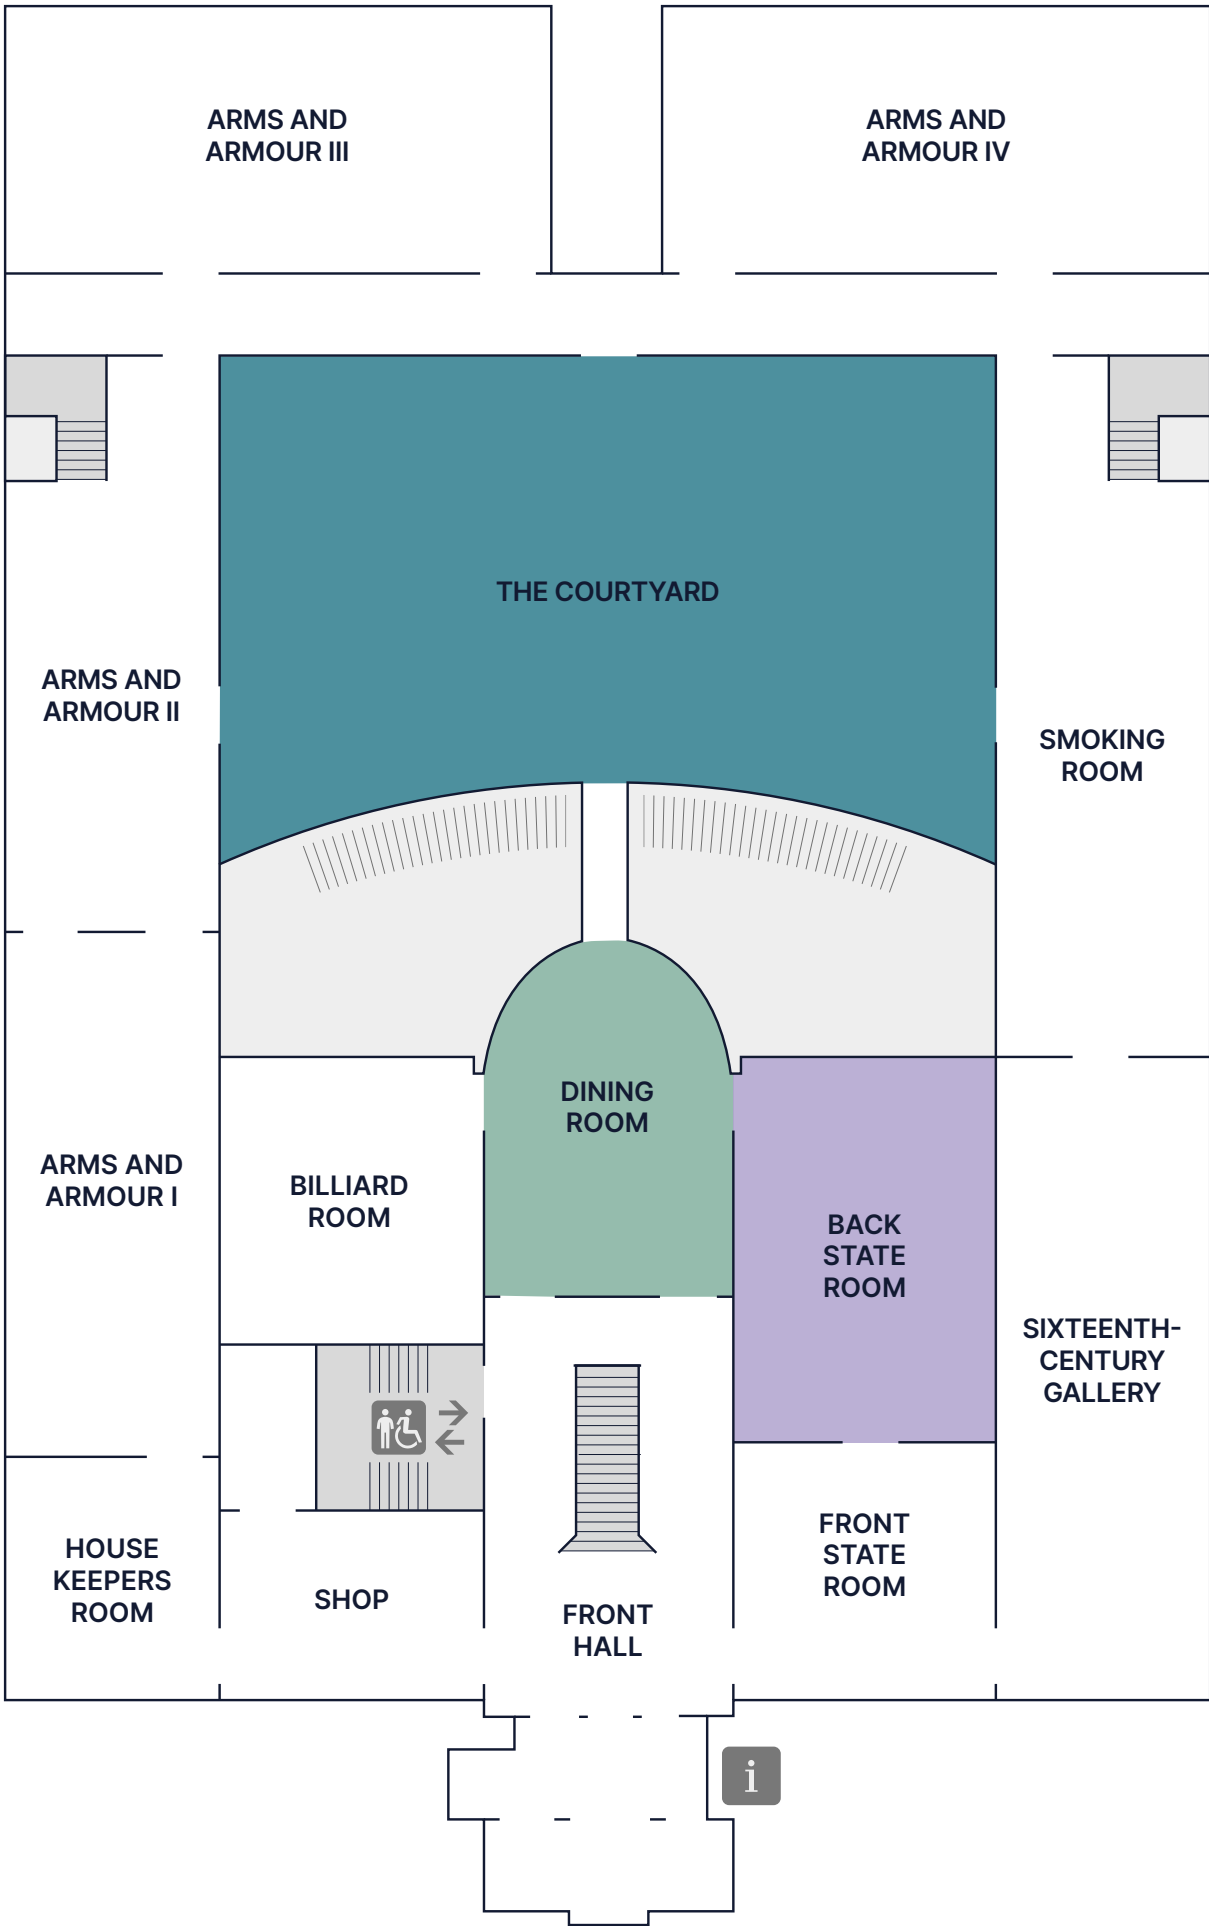 ARMS AND
ARMOUR III
ARMS AND
ARMOUR IV
THE COURTYARD
ARMS AND
ARMOUR II
SMOKING
ROOM
DINING
ROOM
ARMS AND
ARMOUR I
BILLIARD
ROOM
BACK
STATE
ROOM
SIXTEENTH-
CENTURY
GALLERY
HOUSE
KEEPERS
ROOM
SHOP
FRONT
HALL
FRONT
STATE
ROOM
i